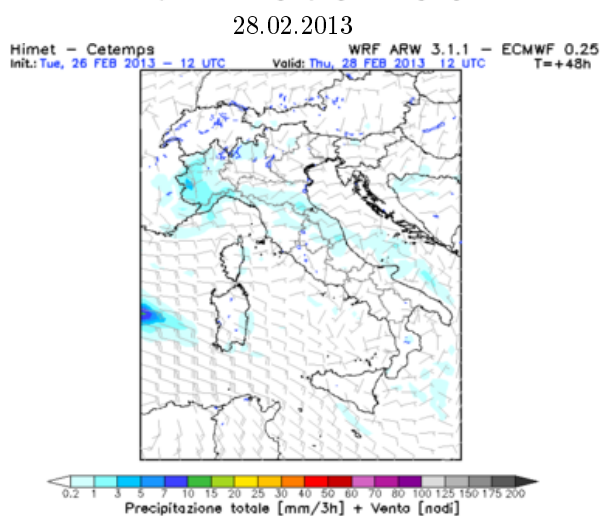 28.02.2013
Himet - Cetemps WRF ARW 3.1.1 - ECMWF 0.25
Init.: Tue, 26 FEB 2013 - 12 UTC Valid: Thu, 28 FEB 2013 12 UTC T=+48h
0.2 1 3 5 7 10 15 20 25 30 40 50 60 70 80 100 125 150 175 200
Precipitazione totale [mm/3h] + Vento [nodi]